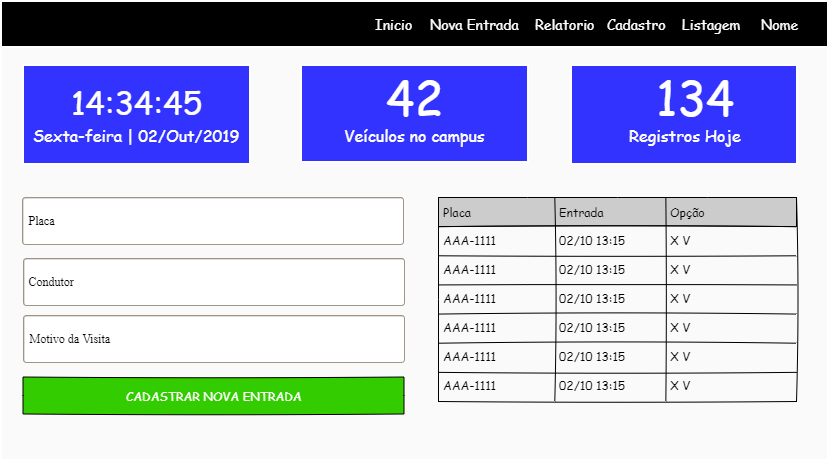 Inicio Nova Entrada Relatorio Cadastro Listagem Nome
14:34:45
Sexta-feira | 02/Out/2019
42
Veículos no campus
134
Registros Hoje
Placa
Condutor
Motivo da Visita
CADASTRAR NOVA ENTRADA
Placa Entrada Opção
AAA-1111 02/10 13:15 X V
AAA-1111 02/10 13:15 X V
AAA-1111 02/10 13:15 X V
AAA-1111 02/10 13:15 X V
AAA-1111 02/10 13:15 X V
AAA-1111 02/10 13:15 X V